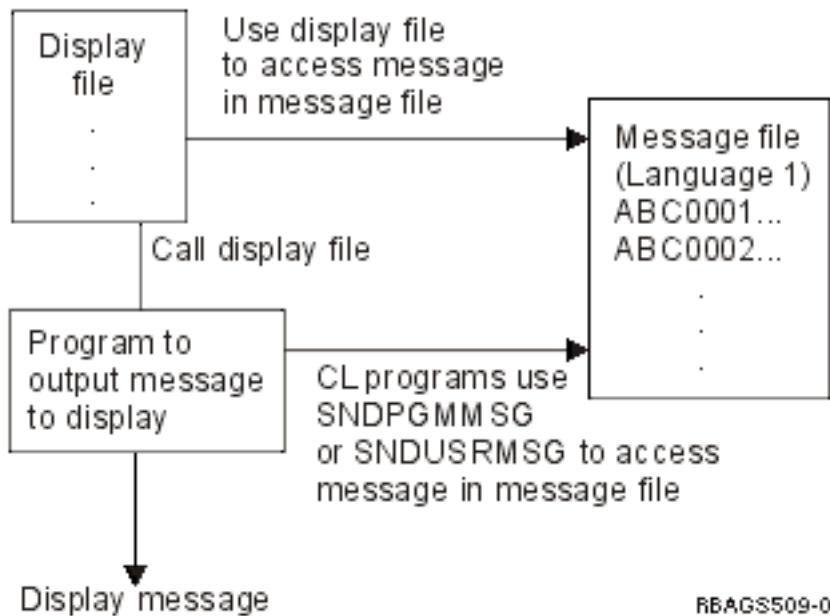 Display
file
.
.
.
Use display file
to access message
in message file
Message file
(Language 1)
ABC0001...
ABC0002...
.
.
.
Call display file
Program to
output message
to display
CL programs use
SNDPGMMSG
or SNDUSRMSG to access
message in message file
Display message
RBAGS509-0